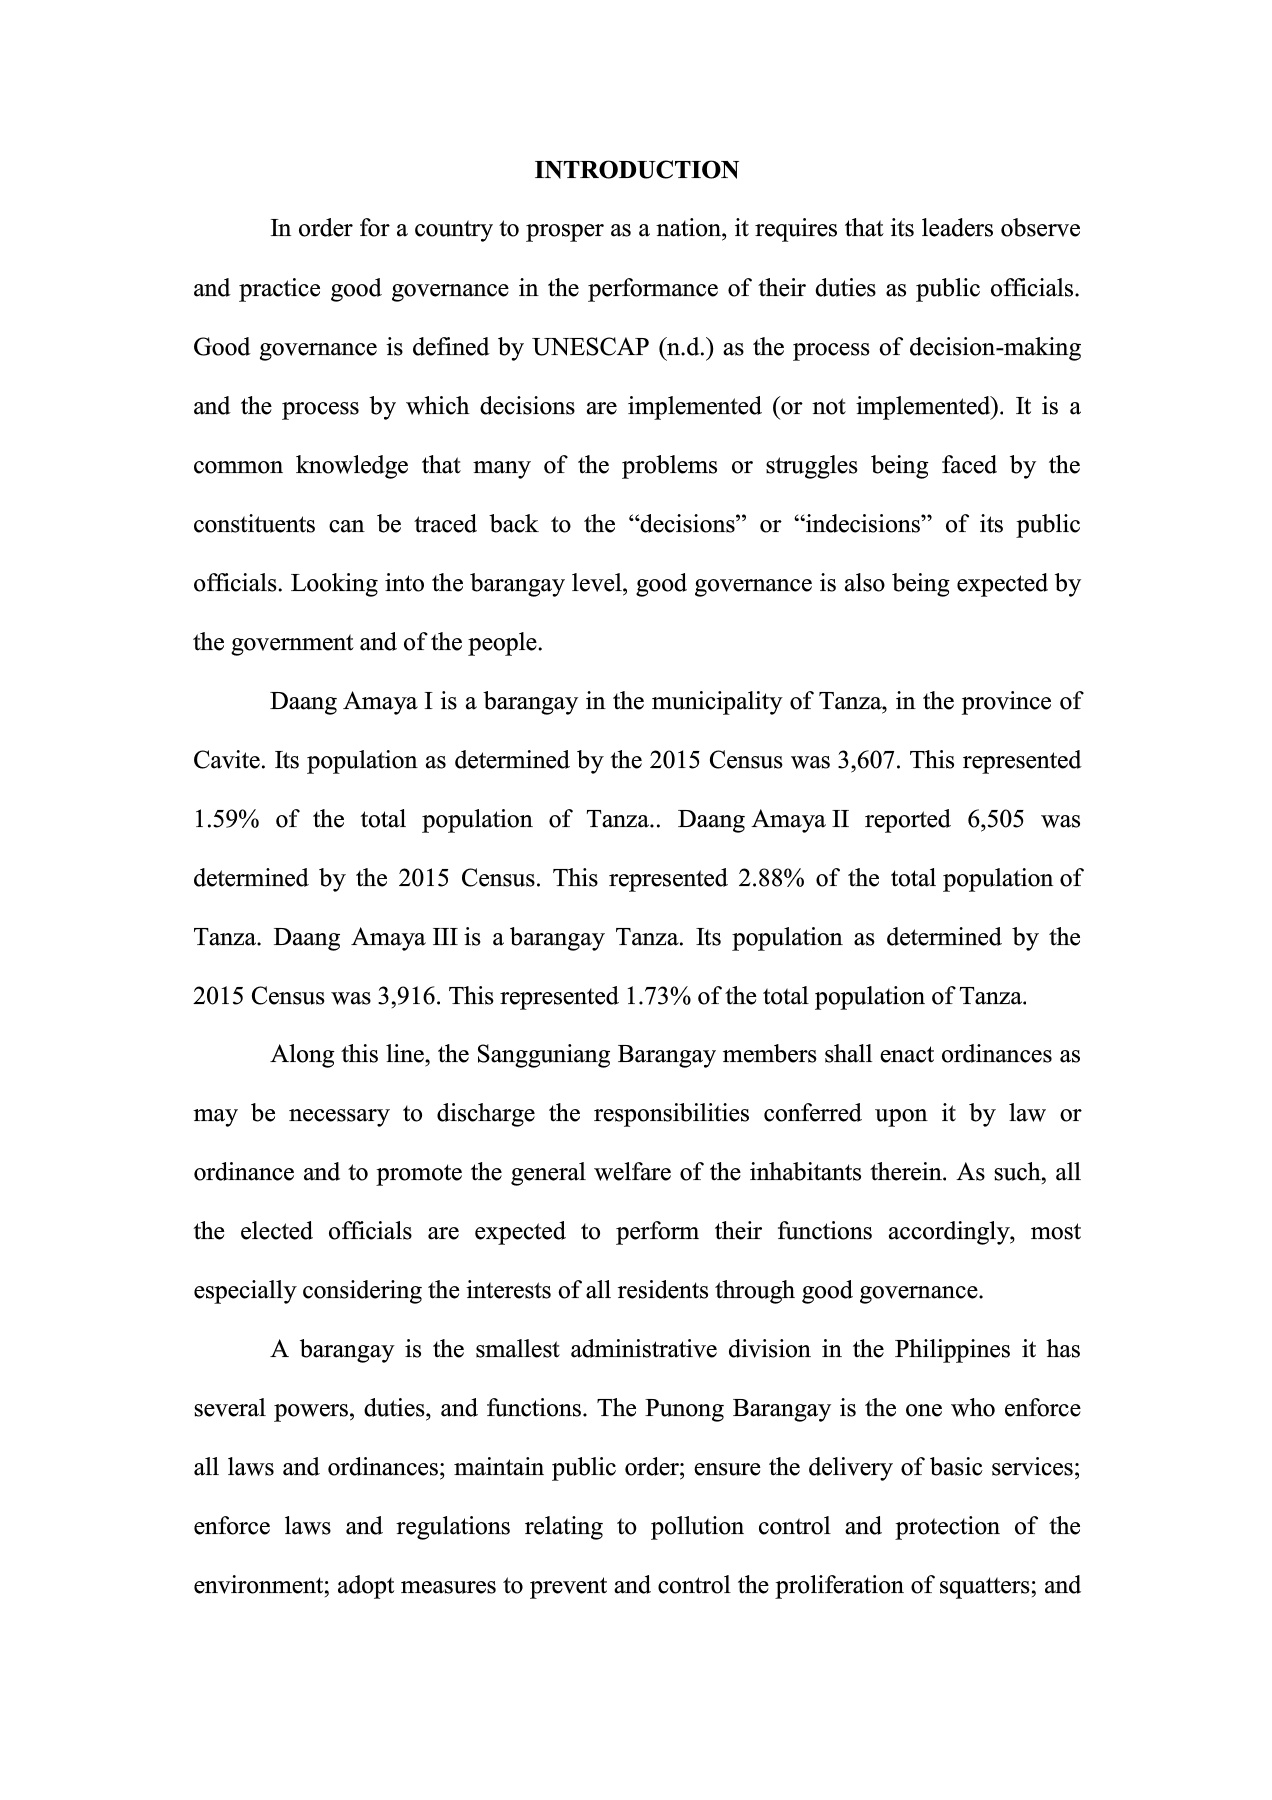 INTRODUCTION
In order for a country to prosper as a nation, it requires that its leaders observe
and practice good governance in the performance of their duties as public officials.
Good governance is defined by UNESCAP (n.d.) as the process of decision-making
and the process by which decisions are implemented (or not implemented). It is a
common knowledge that many of the problems or struggles being faced by the
constituents can be traced back to the “decisions” or “indecisions” of its public
officials. Looking into the barangay level, good governance is also being expected by
the government and of the people.
Daang Amaya I is a barangay in the municipality of Tanza, in the province of
Cavite. Its population as determined by the 2015 Census was 3,607. This represented
1.59% of the total population of Tanza.. Daang Amaya II reported 6,505 was
determined by the 2015 Census. This represented 2.88% of the total population of
Tanza. Daang Amaya III is a barangay Tanza. Its population as determined by the
2015 Census was 3,916. This represented 1.73% of the total population of Tanza.
Along this line, the Sangguniang Barangay members shall enact ordinances as
may be necessary to discharge the responsibilities conferred upon it by law or
ordinance and to promote the general welfare of the inhabitants therein. As such, all
the elected officials are expected to perform their functions accordingly, most
especially considering the interests of all residents through good governance.
A barangay is the smallest administrative division in the Philippines it has
several powers, duties, and functions. The Punong Barangay is the one who enforce
all laws and ordinances; maintain public order; ensure the delivery of basic services;
enforce laws and regulations relating to pollution control and protection of the
environment; adopt measures to prevent and control the proliferation of squatters; and